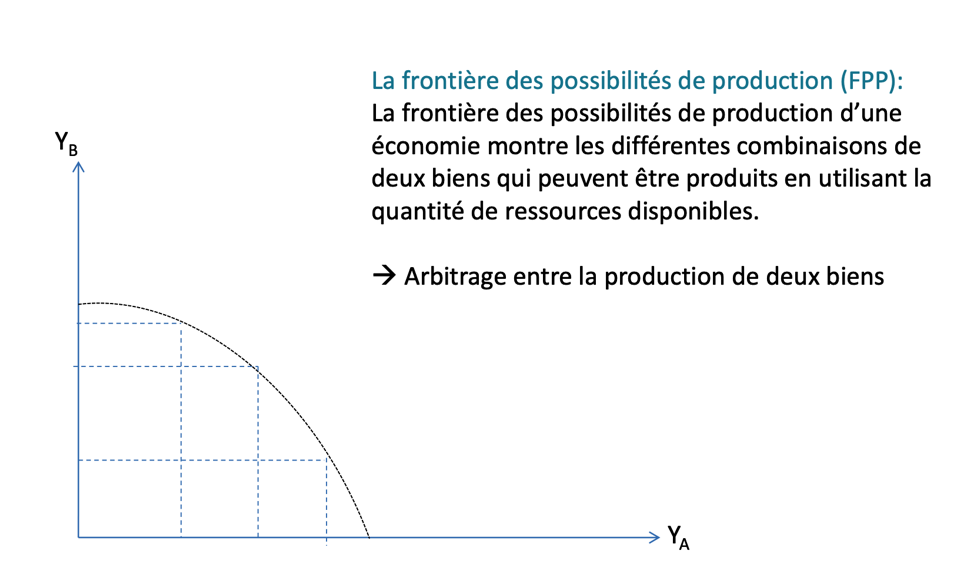 La frontière des possibilités de production (FPP):
La frontière des possibilités de production d’une
économie montre les différentes combinaisons de
deux biens qui peuvent être produits en utilisant la
quantité de ressources disponibles.
→ Arbitrage entre la production de deux biens
Y_B
Y_A